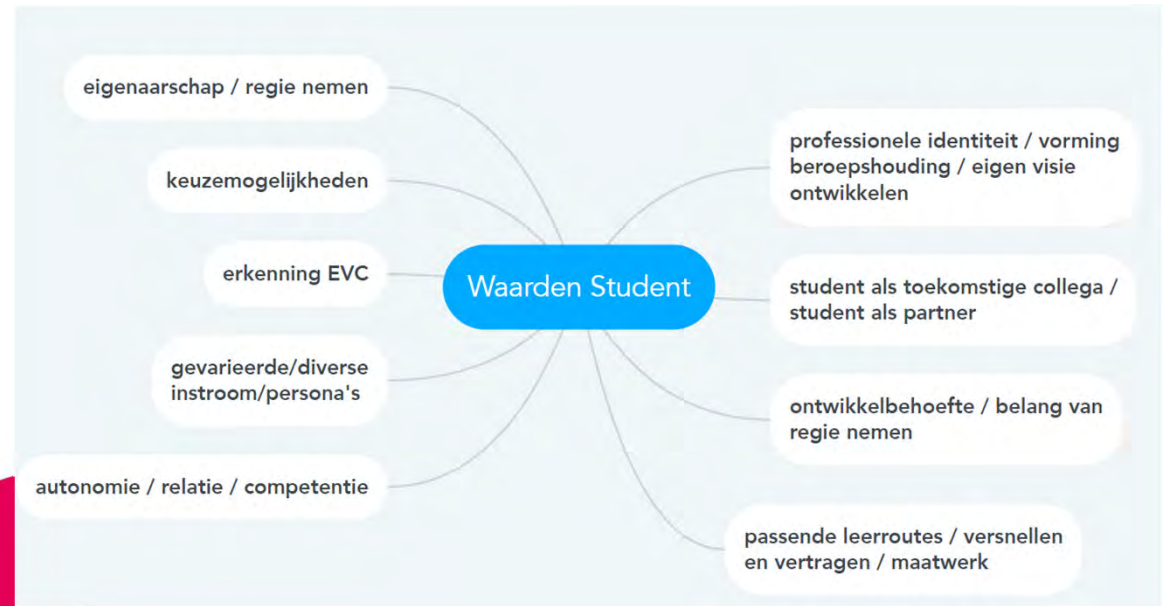 eigenaarschap / regie nemen
keuzemogelijkheden
erkenning EVC
gevarieerde/diverse
instroom/persona's
autonomie / relatie / competentie
Waarden Student
professionele identiteit / vorming
beroepshouding / eigen visie
ontwikkelen
student als toekomstige collega /
student als partner
ontwikkelbehoefte / belang van
regie nemen
passende leerroutes / versnellen
en vertragen / maatwerk